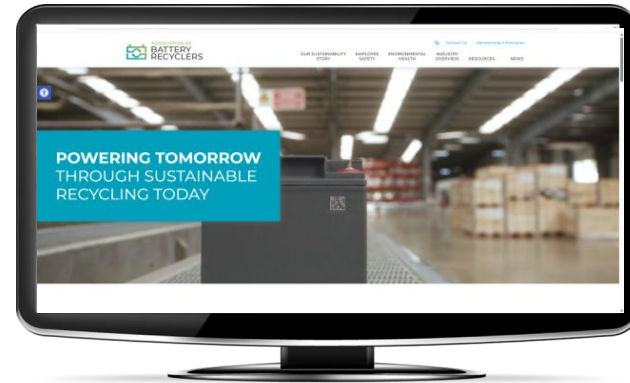 ASSOCIATION OF
BATTERY
RECYCLERS
Contact Us Membership Information
OUR SUSTAINABILITY
STORY
EMPLOYEE
SAFETY
ENVIRONMENTAL
HEALTH
INDUSTRY
OVERVIEW
RESOURCES
NEWS
POWERING TOMORROW
THROUGH SUSTAINABLE
RECYCLING TODAY